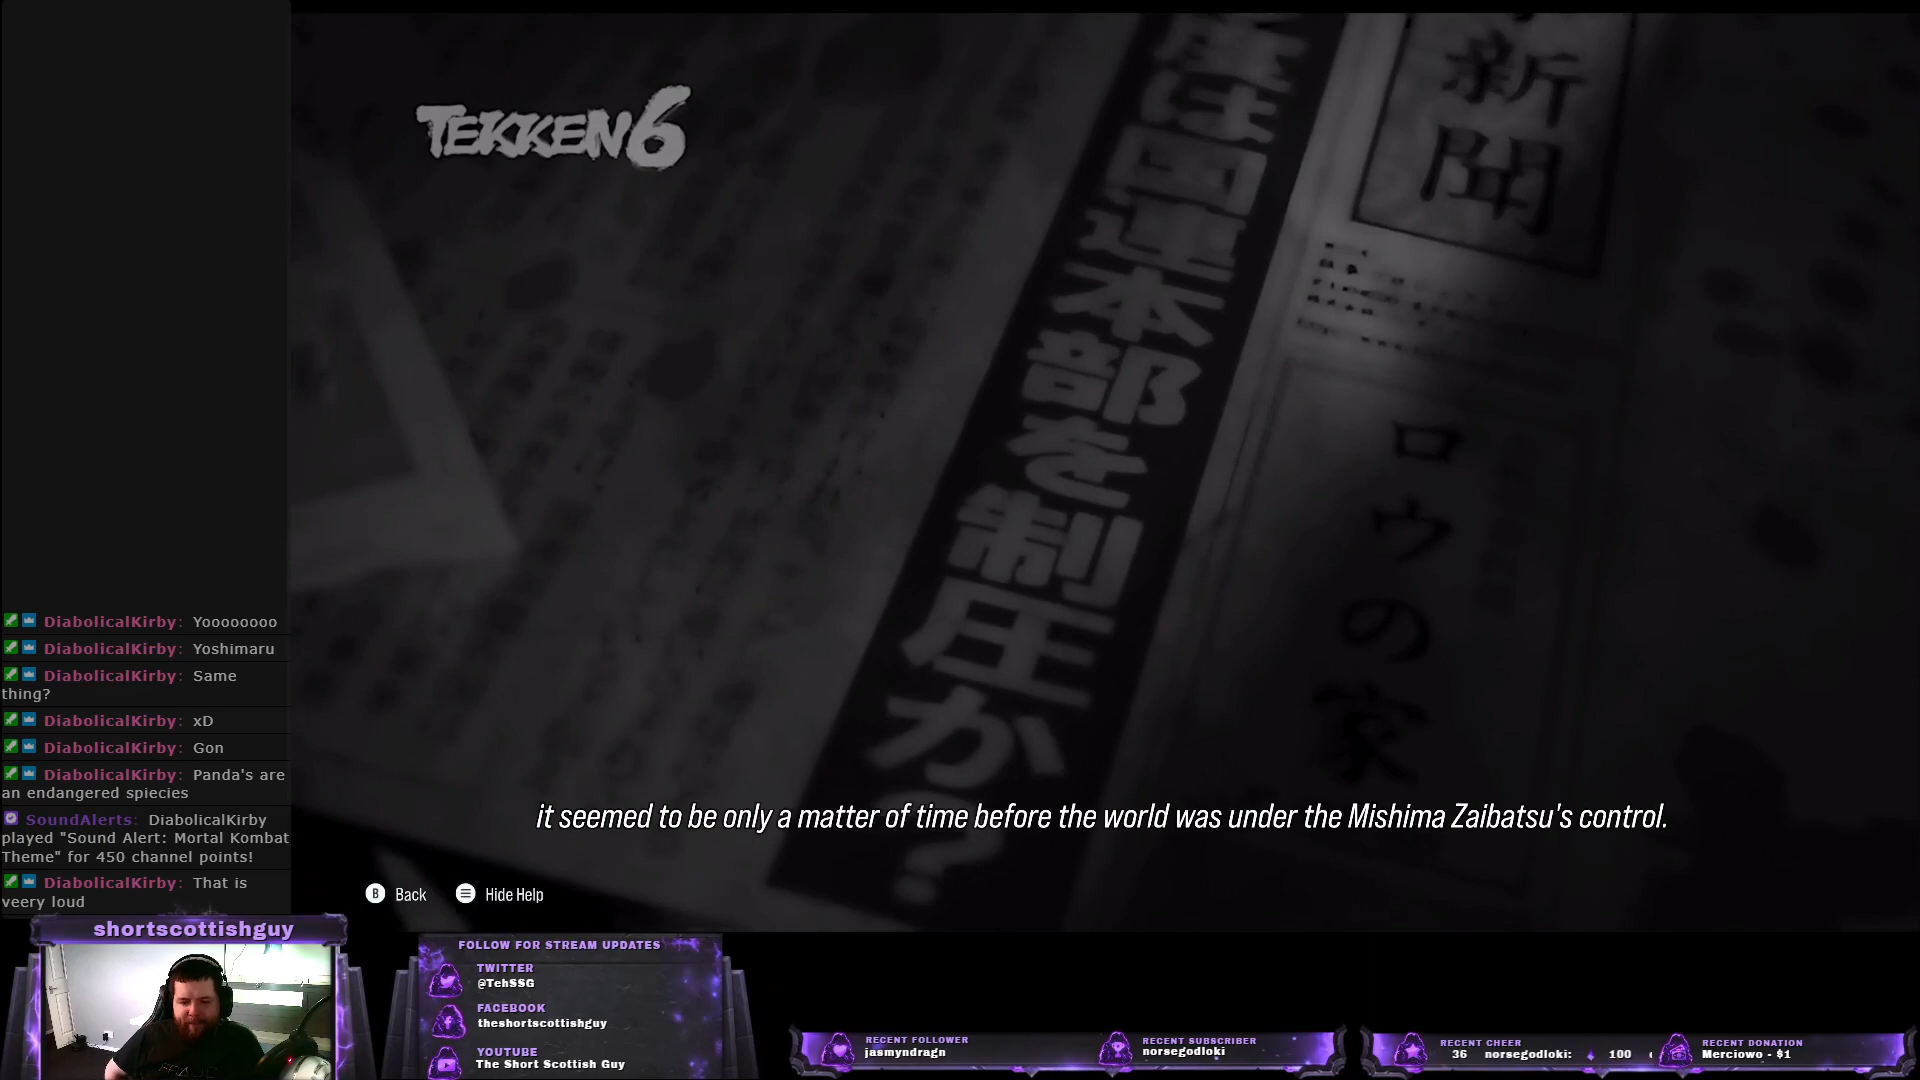 TEKKEN 6
産は国連本部を制圧か?
新聞
ロウの家
it seemed to be only a matter of time before the world was under the Mishima Zaibatsu's control.
B Back
Hide Help
DiabolicalKirby: Yoooooooo
DiabolicalKirby: Yoshimaru
DiabolicalKirby: Same
thing?
DiabolicalKirby: xD
DiabolicalKirby: Gon
DiabolicalKirby: Panda's are
an endangered spiecies
SoundAlerts: DiabolicalKirby
played "Sound Alert: Mortal Kombat
Theme" for 450 channel points!
DiabolicalKirby: That is
veery loud
shortscottishguy
FOLLOW FOR STREAM UPDATES
TWITTER
@TehSSG
FACEBOOK
theshortscottishguy
YOUTUBE
The Short Scottish Guy
RECENT FOLLOWER
jasmyndragn
RECENT SUBSCRIBER
norsegodloki
RECENT CHEER
36 norsegodloki: 100
RECENT DONATION
Merciowo - $1